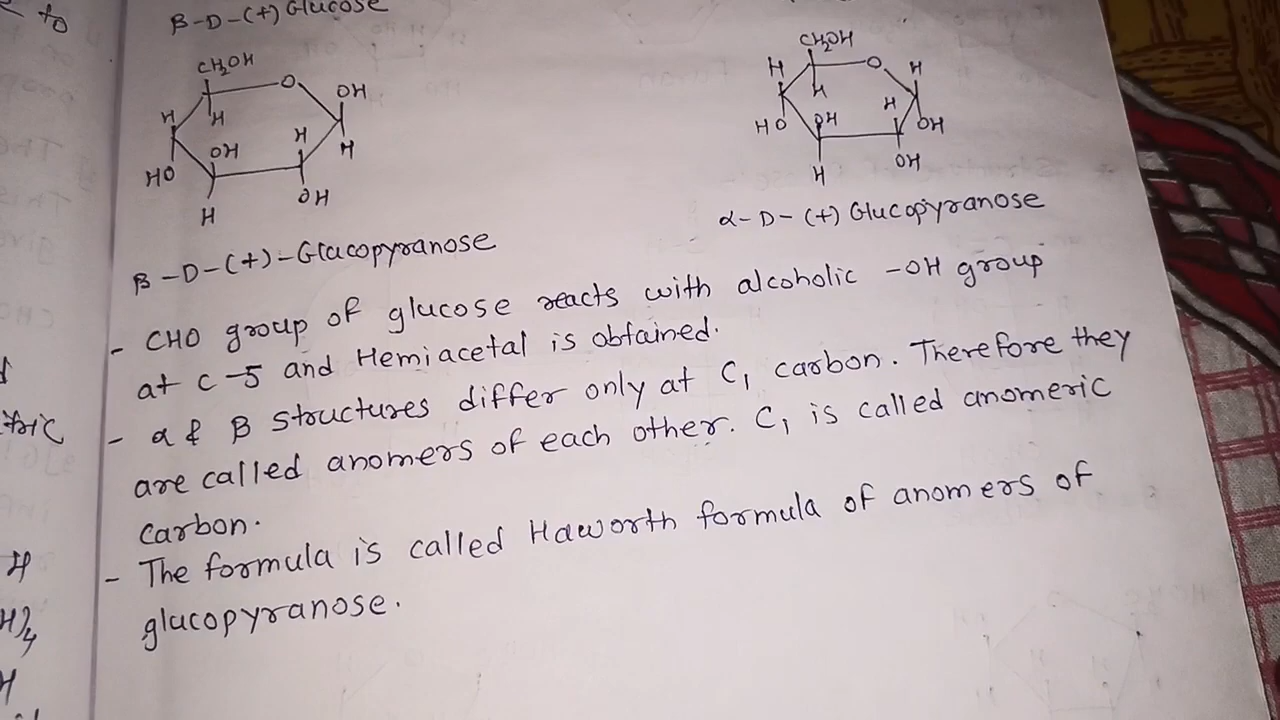 to
β-D-(+) Glucose
CH2OH
O
OH
H
H
H
OH
H
HO
OH
H
β-D-(+)-Glucopyranose
CH2OH
H
O
H
H
H
HO
OH
OH
OH
H
α-D-(+) Glucopyranose
- CHO group of glucose reacts with alcoholic -OH group
at C-5 and Hemiacetal is obtained.
- α & β structures differ only at C1 carbon. Therefore they
are called anomers of each other. C1 is called anomeric
carbon.
- The formula is called Haworth formula of anomers of
glucopyranose.